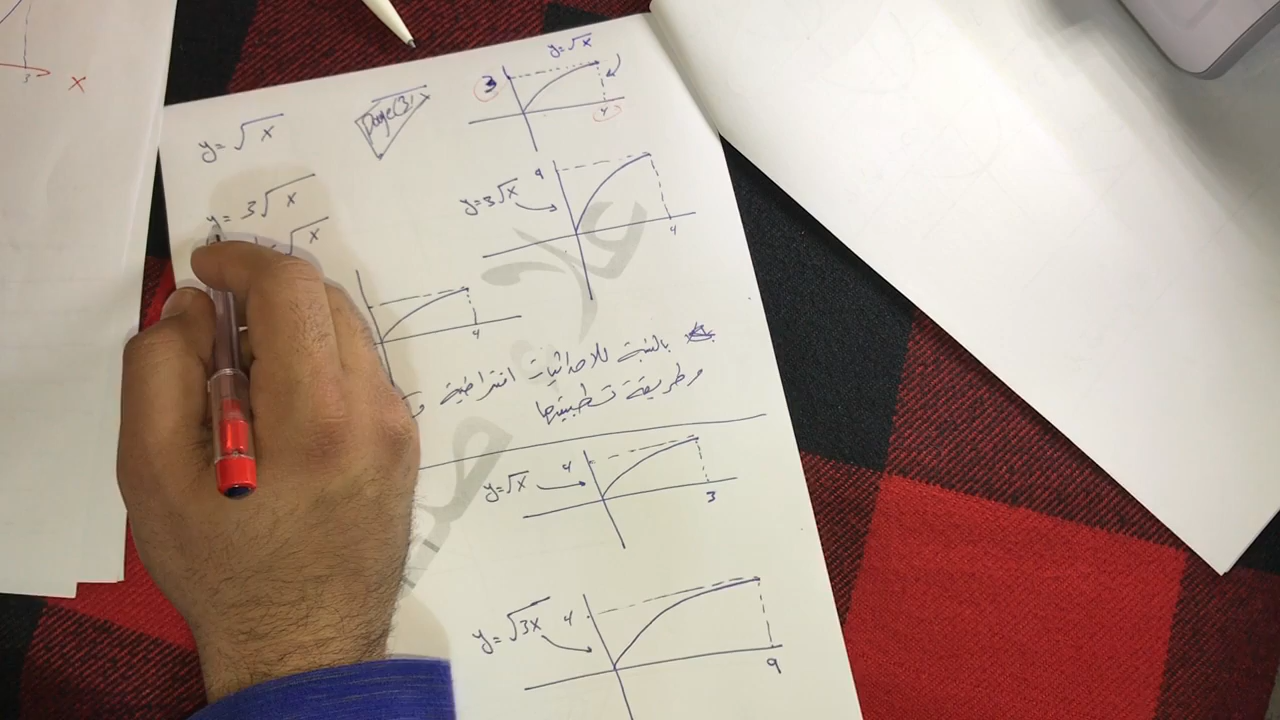 y=√x
Page(3)
y=√x
3
4
y=3√x
y=3√x
9
4
√x
4
بالنسبة للاحداثيات افتراضية
وطريقة تطبيقها
y=√x
4
3
y=√3x
4
9
x
3